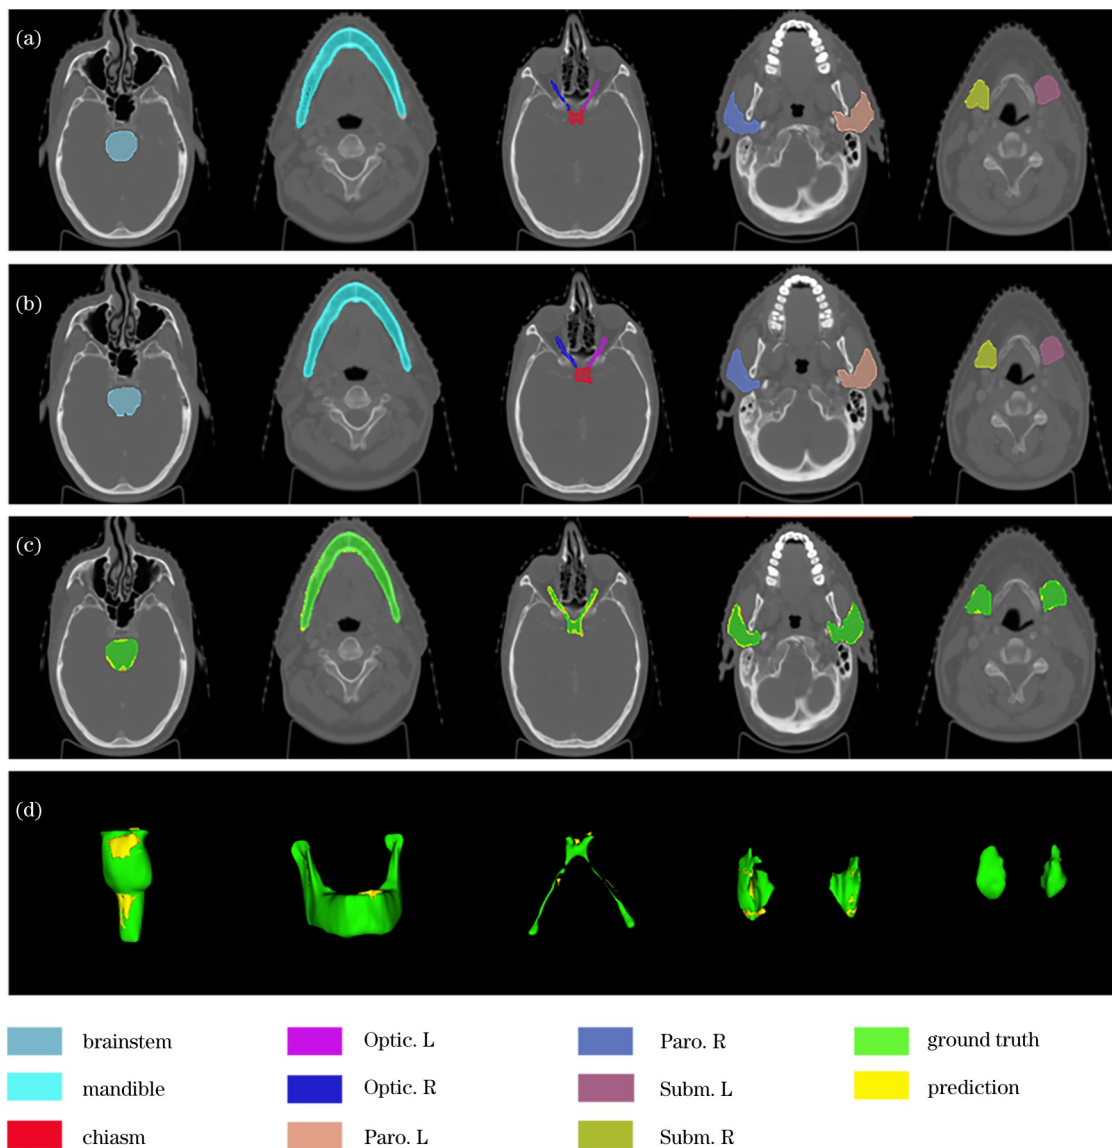 (a)
(b)
(c)
(d)
brainstem
Optic. L
Paro. R
ground truth
mandible
Optic. R
Subm. L
prediction
chiasm
Paro. L
Subm. R